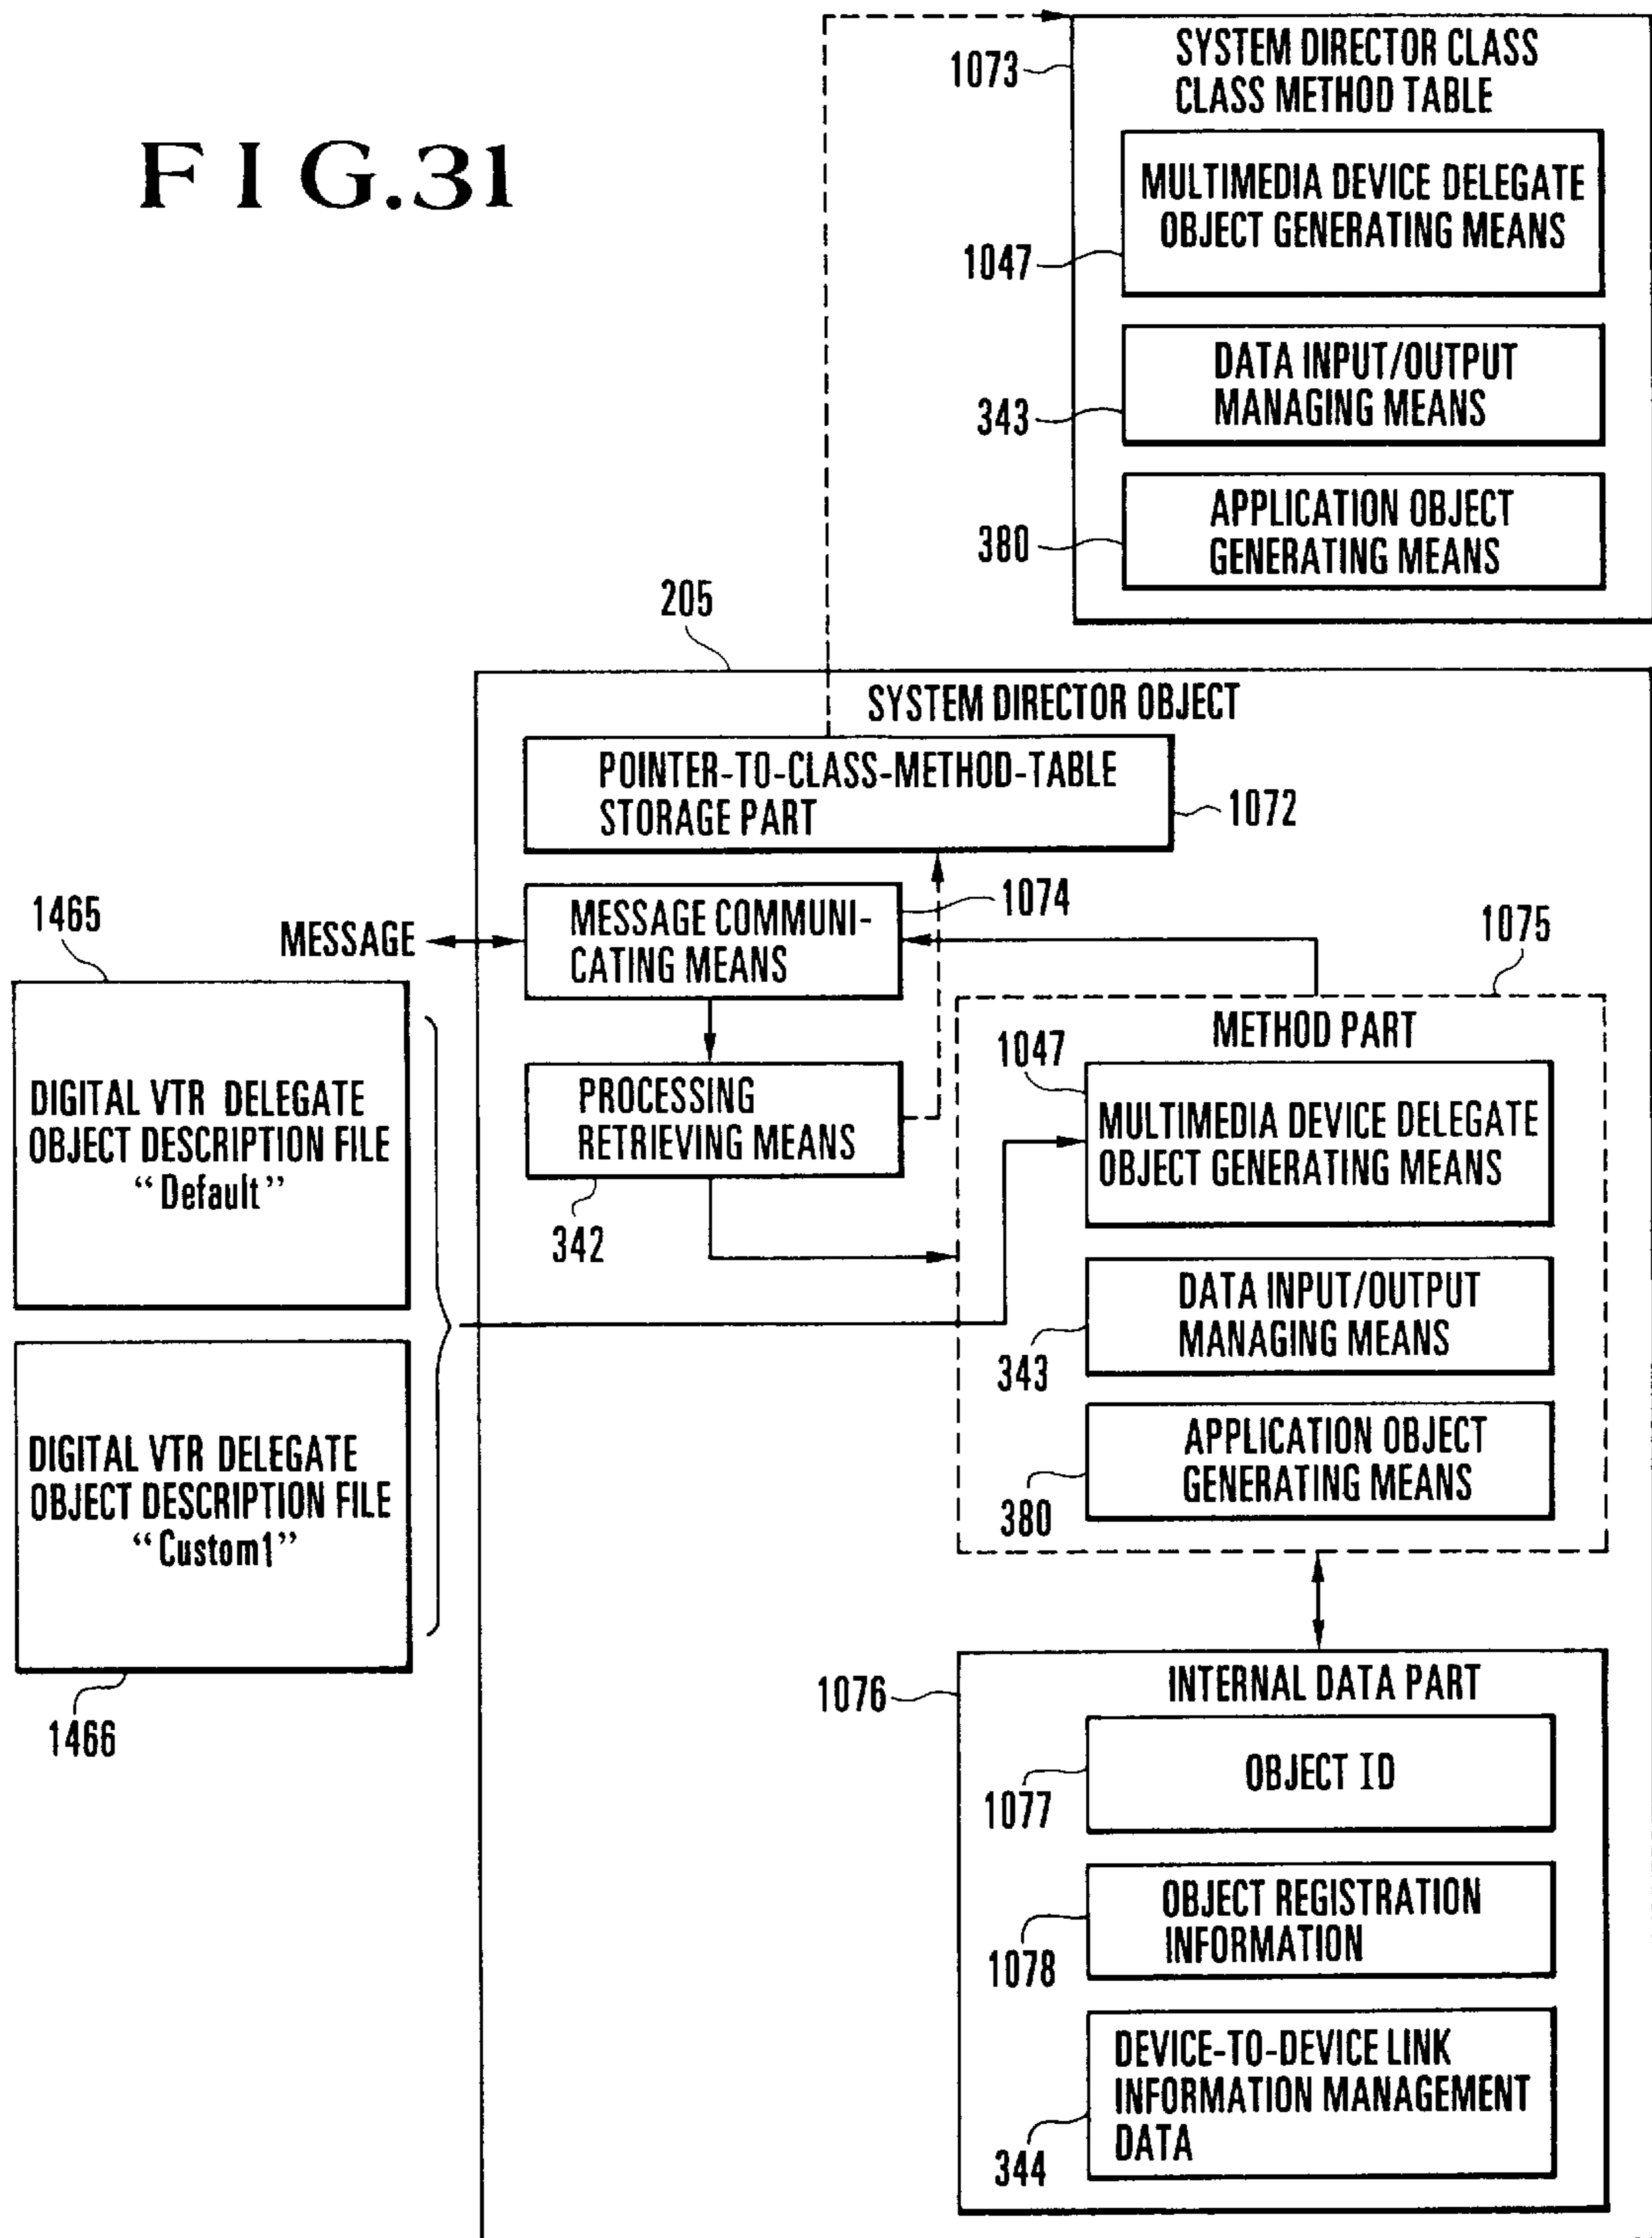 FIG.31
1073
SYSTEM DIRECTOR CLASS
CLASS METHOD TABLE
MULTIMEDIA DEVICE DELEGATE
OBJECT GENERATING MEANS
1047
DATA INPUT/OUTPUT
MANAGING MEANS
343
APPLICATION OBJECT
GENERATING MEANS
380
205
SYSTEM DIRECTOR OBJECT
POINTER-TO-CLASS-METHOD-TABLE
STORAGE PART
1072
MESSAGE
MESSAGE COMMUNI-
CATING MEANS
1074
PROCESSING
RETRIEVING MEANS
342
1465
DIGITAL VTR DELEGATE
OBJECT DESCRIPTION FILE
“Default”
DIGITAL VTR DELEGATE
OBJECT DESCRIPTION FILE
“Custom1”
1466
1075
METHOD PART
1047
MULTIMEDIA DEVICE DELEGATE
OBJECT GENERATING MEANS
DATA INPUT/OUTPUT
MANAGING MEANS
343
APPLICATION OBJECT
GENERATING MEANS
380
1076
INTERNAL DATA PART
OBJECT ID
1077
OBJECT REGISTRATION
INFORMATION
1078
DEVICE-TO-DEVICE LINK
INFORMATION MANAGEMENT
DATA
344